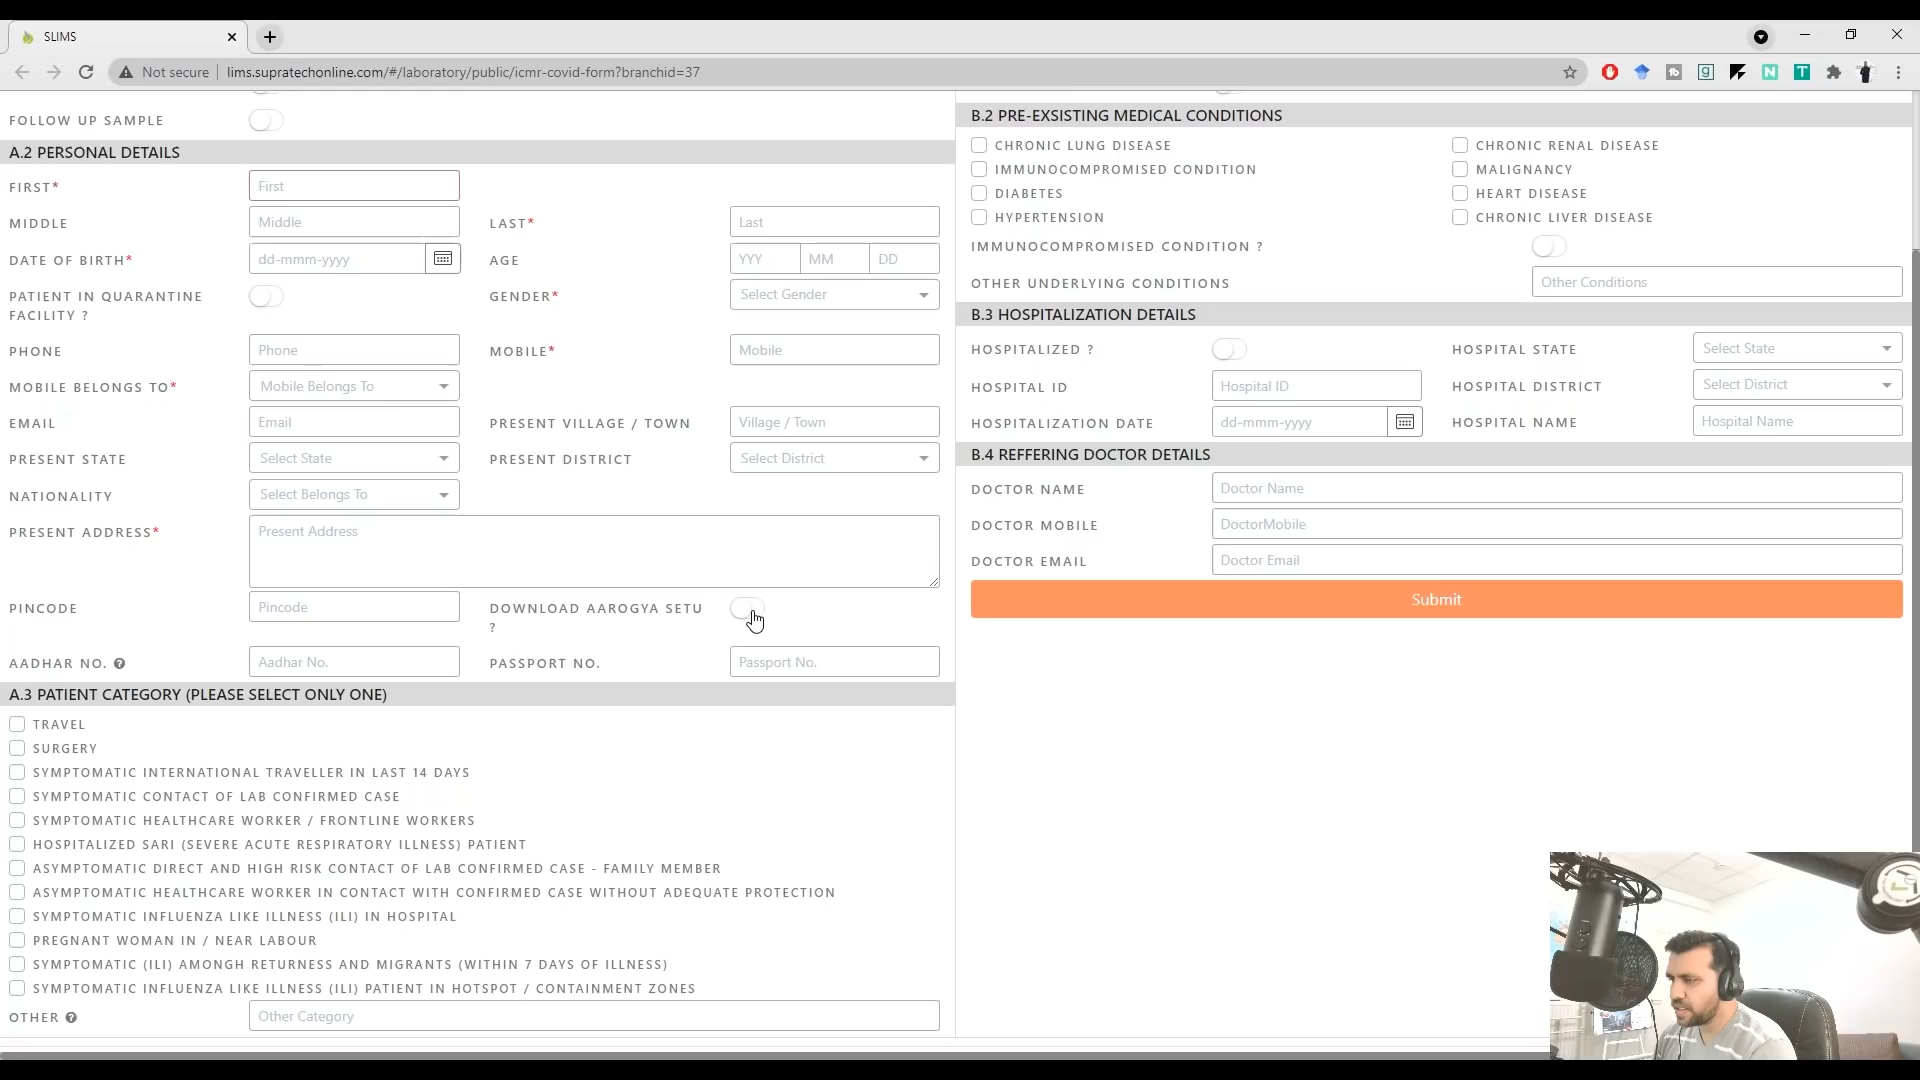 SLIMS
Not secure
lims.supratechonline.com/#/laboratory/public/icmr-covid-form?branchid=37
FOLLOW UP SAMPLE
A.2 PERSONAL DETAILS
FIRST*
First
MIDDLE
Middle
LAST*
Last
DATE OF BIRTH*
dd-mmm-yyyy
AGE
YYY
MM
DD
PATIENT IN QUARANTINE
FACILITY ?
GENDER*
Select Gender
PHONE
Phone
MOBILE*
Mobile
MOBILE BELONGS TO*
Mobile Belongs To
EMAIL
Email
PRESENT VILLAGE / TOWN
Village / Town
PRESENT STATE
Select State
PRESENT DISTRICT
Select District
NATIONALITY
Select Belongs To
PRESENT ADDRESS*
Present Address
PINCODE
Pincode
DOWNLOAD AAROGYA SETU
?
AADHAR NO.
Aadhar No.
PASSPORT NO.
Passport No.
A.3 PATIENT CATEGORY (PLEASE SELECT ONLY ONE)
TRAVEL
SURGERY
SYMPTOMATIC INTERNATIONAL TRAVELLER IN LAST 14 DAYS
SYMPTOMATIC CONTACT OF LAB CONFIRMED CASE
SYMPTOMATIC HEALTHCARE WORKER / FRONTLINE WORKERS
HOSPITALIZED SARI (SEVERE ACUTE RESPIRATORY ILLNESS) PATIENT
ASYMPTOMATIC DIRECT AND HIGH RISK CONTACT OF LAB CONFIRMED CASE - FAMILY MEMBER
ASYMPTOMATIC HEALTHCARE WORKER IN CONTACT WITH CONFIRMED CASE WITHOUT ADEQUATE PROTECTION
SYMPTOMATIC INFLUENZA LIKE ILLNESS (ILI) IN HOSPITAL
PREGNANT WOMAN IN / NEAR LABOUR
SYMPTOMATIC (ILI) AMONGH RETURNESS AND MIGRANTS (WITHIN 7 DAYS OF ILLNESS)
SYMPTOMATIC INFLUENZA LIKE ILLNESS (ILI) PATIENT IN HOTSPOT / CONTAINMENT ZONES
OTHER
Other Category
B.2 PRE-EXSISTING MEDICAL CONDITIONS
CHRONIC LUNG DISEASE
CHRONIC RENAL DISEASE
IMMUNOCOMPROMISED CONDITION
MALIGNANCY
DIABETES
HEART DISEASE
HYPERTENSION
CHRONIC LIVER DISEASE
IMMUNOCOMPROMISED CONDITION ?
OTHER UNDERLYING CONDITIONS
Other Conditions
B.3 HOSPITALIZATION DETAILS
HOSPITALIZED ?
HOSPITAL STATE
Select State
HOSPITAL ID
Hospital ID
HOSPITAL DISTRICT
Select District
HOSPITALIZATION DATE
dd-mmm-yyyy
HOSPITAL NAME
Hospital Name
B.4 REFFERING DOCTOR DETAILS
DOCTOR NAME
Doctor Name
DOCTOR MOBILE
DoctorMobile
DOCTOR EMAIL
Doctor Email
Submit